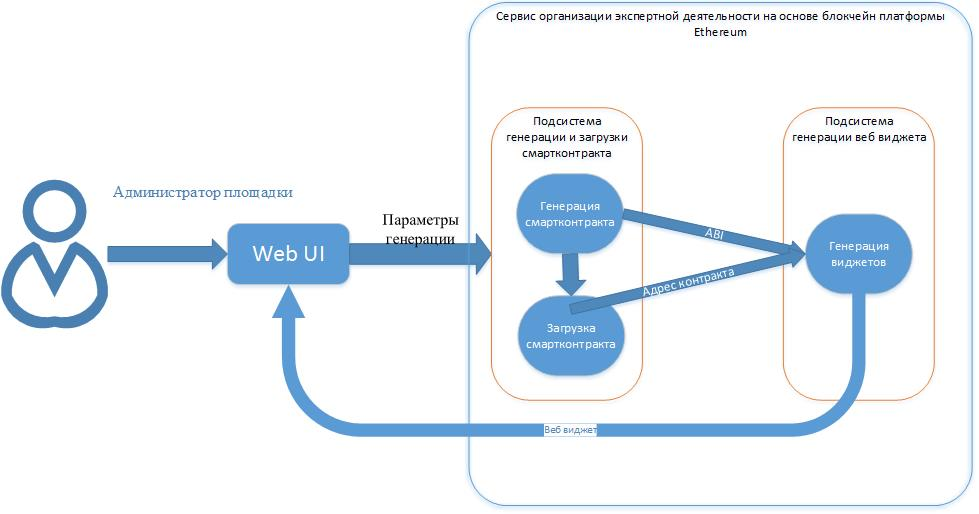 Сервис организации экспертной деятельности на основе блокчейн платформы
Ethereum
Подсистема
генерации и загрузки
смартконтракта
Подсистема
генерации веб виджета
Администратор площадки
Web UI
Параметры
генерации
Генерация
смартконтракта
ABI
Адрес контракта
Генерация
виджетов
Загрузка
смартконтракта
Веб виджет